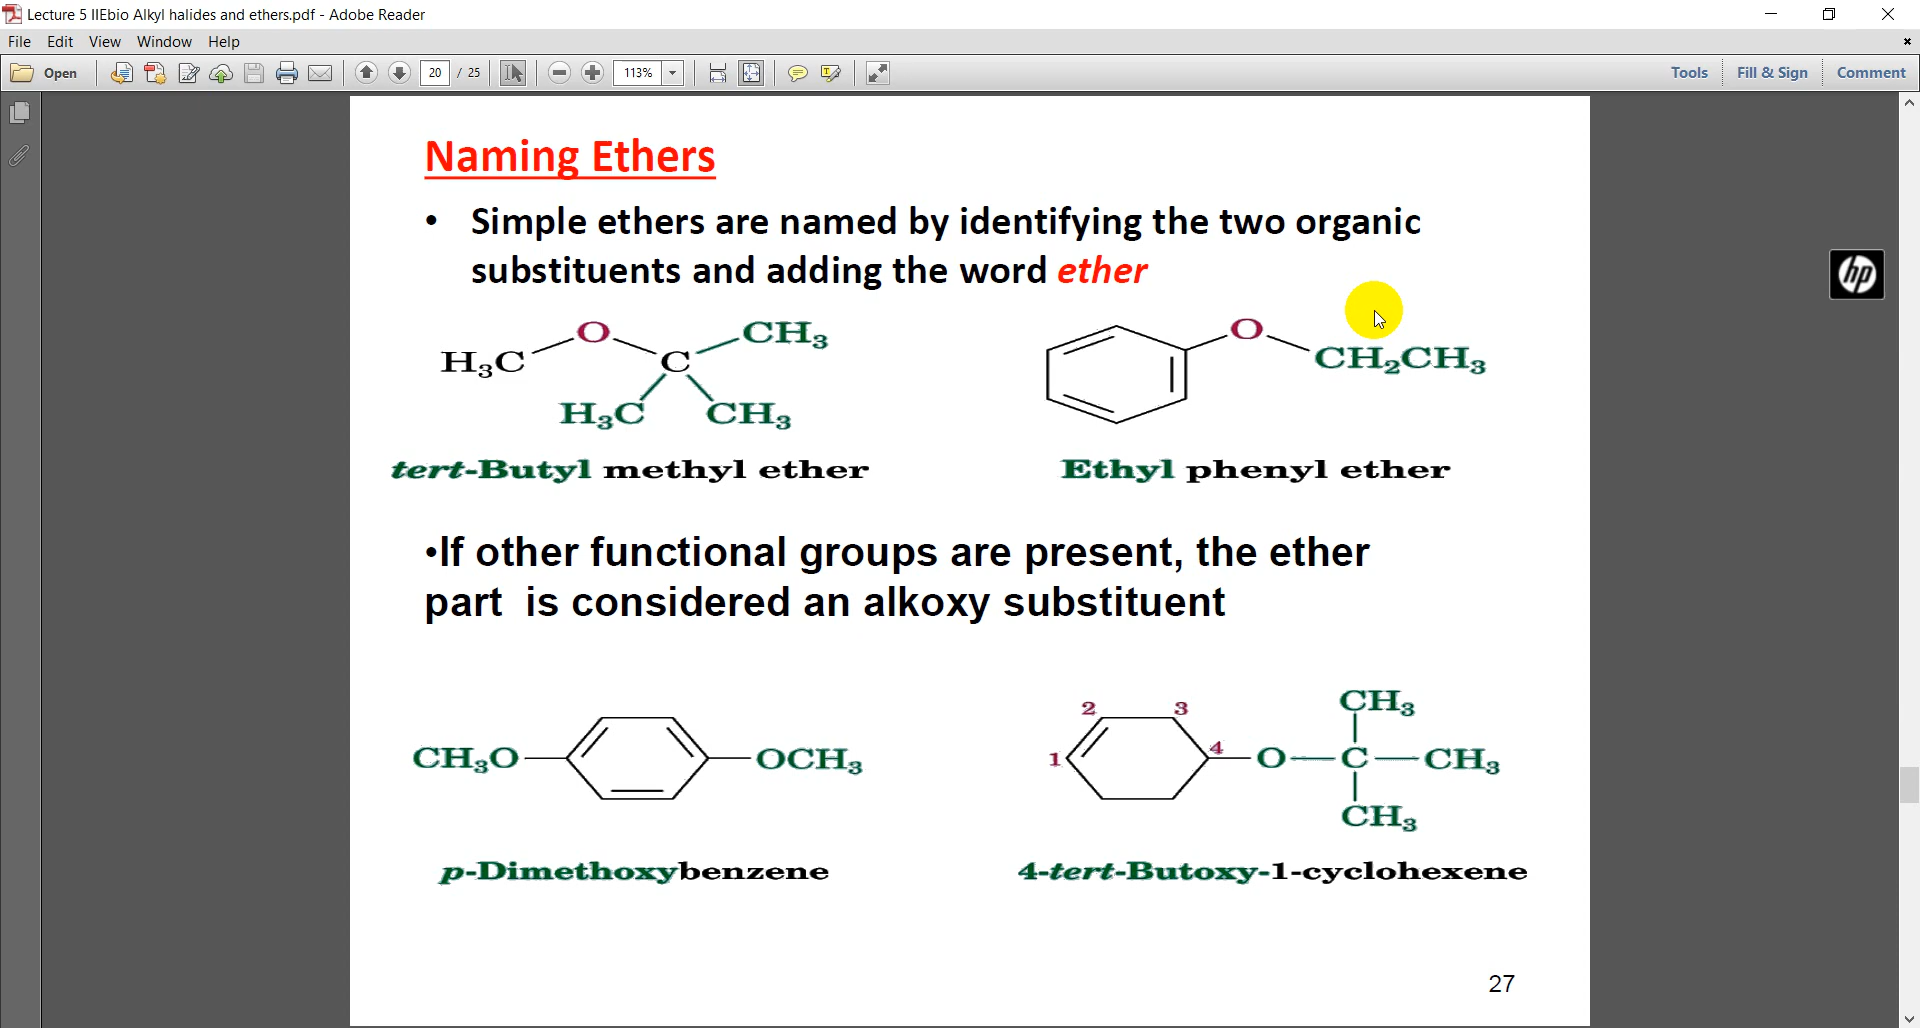 Lecture 5 IIEbio Alkyl halides and ethers.pdf - Adobe Reader
File Edit View Window Help
Open 20 / 25 113% Tools Fill & Sign Comment
Naming Ethers
• Simple ethers are named by identifying the two organic
substituents and adding the word ether
hp
H₃C O C CH₃ H₃C CH₃
O CH₂CH₃
tert-Butyl methyl ether
Ethyl phenyl ether
•If other functional groups are present, the ether
part is considered an alkoxy substituent
CH₃O OCH₃
2 3 1 4 O C CH₃ CH₃ CH₃
p-Dimethoxybenzene
4-tert-Butoxy-1-cyclohexene
27